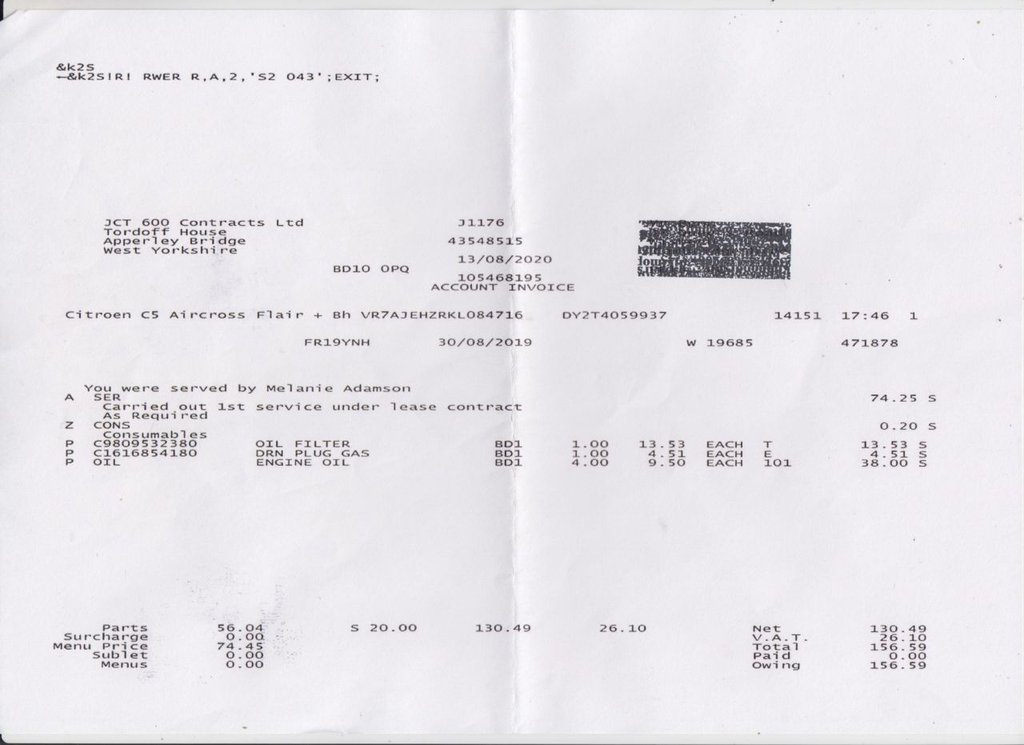 &k2S
←&k2S!R! RWER R,A,2,'S2 043';EXIT;
JCT 600 Contracts Ltd J1176
Tordoff House
Apperley Bridge 43548515
West Yorkshire
13/08/2020
BD10 0PQ
105468195
ACCOUNT INVOICE
Citroen C5 Aircross Flair + Bh VR7AJEHZRKL084716 DY2T4059937 14151 17:46 1
FR19YNH 30/08/2019 W 19685 471878
You were served by Melanie Adamson
A SER 74.25 S
Carried out 1st service under lease contract
As Required
Z CONS 0.20 S
Consumables
P C9809532380 OIL FILTER BD1 1.00 13.53 EACH T 13.53 S
P C1616854180 DRN PLUG GAS BD1 1.00 4.51 EACH E 4.51 S
P OIL ENGINE OIL BD1 4.00 9.50 EACH 101 38.00 S
Parts 56.04 S 20.00 130.49 26.10 Net 130.49
Surcharge 0.00 V.A.T. 26.10
Menu Price 74.45 Total 156.59
Sublet 0.00 Paid 0.00
Menus 0.00 Owing 156.59